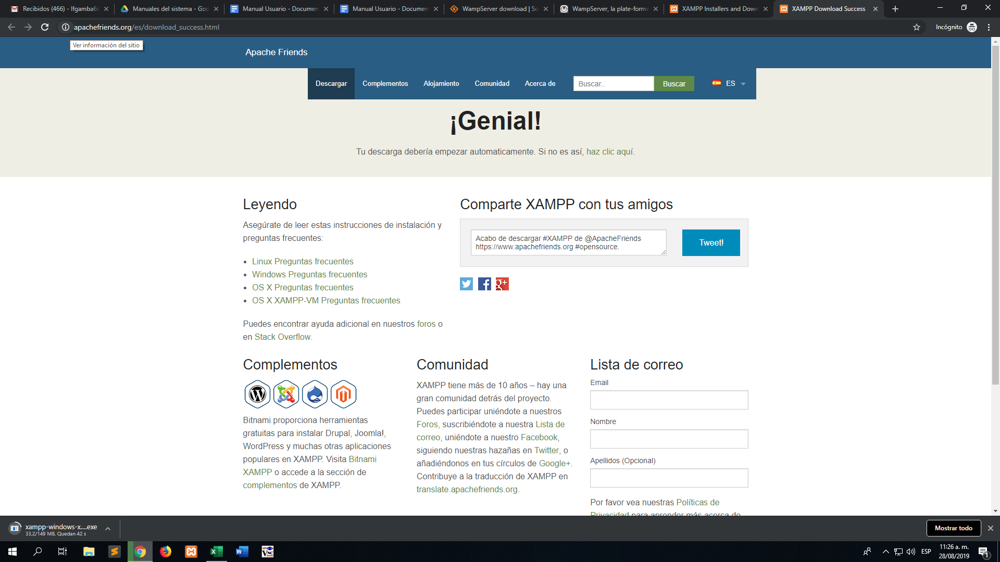 Recibidos (466) - lfgamba6
Manuales del sistema - Goo
Manual Usuario - Documen
Manual Usuario - Documen
WampServer download | So
WampServer, la plate-forme
XAMPP Installers and Down
XAMPP Download Success
apachefriends.org/es/download_success.html
Incógnito
Ver información del sitio
Apache Friends
Descargar
Complementos
Alojamiento
Comunidad
Acerca de
Buscar..
Buscar
ES
¡Genial!
Tu descarga debería empezar automaticamente. Si no es así, haz clic aquí.
Leyendo
Asegúrate de leer estas instrucciones de instalación y
preguntas frecuentes:
Linux Preguntas frecuentes
Windows Preguntas frecuentes
OS X Preguntas frecuentes
OS X XAMPP-VM Preguntas frecuentes
Puedes encontrar ayuda adicional en nuestros foros o
en Stack Overflow.
Comparte XAMPP con tus amigos
Acabo de descargar #XAMPP de @ApacheFriends
https://www.apachefriends.org #opensource.
Tweet!
Complementos
Bitnami proporciona herramientas
gratuitas para instalar Drupal, Joomla!,
WordPress y muchas otras aplicaciones
populares en XAMPP. Visita Bitnami
XAMPP o accede a la sección de
complementos de XAMPP.
Comunidad
XAMPP tiene más de 10 años – hay una
gran comunidad detrás del proyecto.
Puedes participar uniéndote a nuestros
Foros, suscribiéndote a nuestra Lista de
correo, uniéndote a nuestro Facebook,
siguiendo nuestras hazañas en Twitter, o
añadiéndonos en tus círculos de Google+.
Contribuye a la traducción de XAMPP en
translate.apachefriends.org.
Lista de correo
Email
Nombre
Apellidos (Opcional)
Por favor vea nuestras Políticas de
Privacidad para aprender más acerca de
xampp-windows-x....exe
33,2/149 MB, Quedan 42 s
Mostrar todo
VNC
ESP
11:26 a. m.
28/08/2019
1